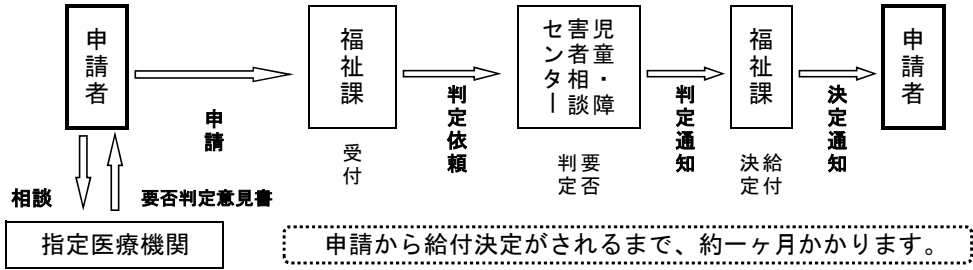 申請者
申請
福祉課
受付
判定依頼
児童・障
害者相談
センター
要否
判定
判定通知
福祉課
給付
決定
決定通知
申請者
相談
要否判定意見書
指定医療機関
申請から給付決定がされるまで、約一ヶ月かかります。